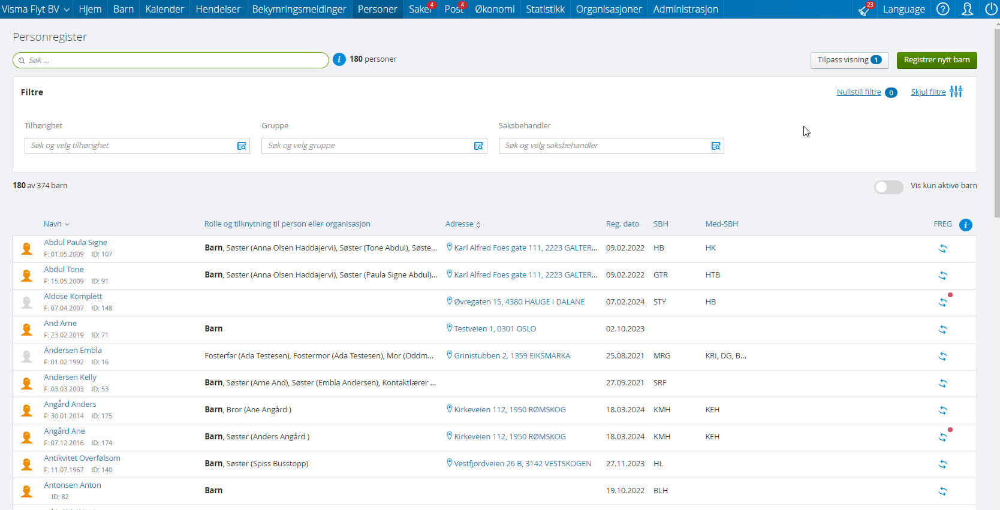 Visma Flyt BV Hjem Barn Kalender Hendelser Bekymringsmeldinger Personer Saker 4 Post 4 Økonomi Statistikk Organisasjoner Administrasjon 23 Language ?
Personregister
Søk ... i 180 personer Tilpass visning 1 Registrer nytt barn
Filtre Nullstill filtre 0 Skjul filtre
Tilhørighet Gruppe Saksbehandler
Søk og velg tilhørighet Søk og velg gruppe Søk og velg saksbehandler
180 av 374 barn Vis kun aktive barn
Navn Rolle og tilknytning til person eller organisasjon Adresse Reg. dato SBH Med-SBH FREG i
Abdul Paula Signe
F: 01.05.2009 ID: 107
Barn, Søster (Anna Olsen Haddajervi), Søster (Tone Abdul), Søste... Karl Alfred Foes gate 111, 2223 GALTER... 09.02.2022 HB HK
Abdul Tone
F: 15.05.2009 ID: 91
Barn, Søster (Anna Olsen Haddajervi), Søster (Paula Signe Abdul)... Karl Alfred Foes gate 111, 2223 GALTER... 09.02.2022 GTR HTB
Aldose Komplett
F: 07.04.2007 ID: 148
Øvregaten 15, 4380 HAUGE I DALANE 07.02.2024 STY HB
And Arne
F: 23.02.2019 ID: 71
Barn Testveien 1, 0301 OSLO 02.10.2023
Andersen Embla
F: 01.02.1992 ID: 16
Fosterfar (Ada Testesen), Fostermor (Ada Testesen), Mor (Oddm... Grinistubben 2, 1359 EIKSMARKA 25.08.2021 MRG KRI, DG, B...
Andersen Kelly
F: 03.03.2003 ID: 53
Barn, Søster (Arne And), Søster (Embla Andersen), Kontaktlærer ... 27.09.2021 SRF
Angård Anders
F: 30.01.2014 ID: 175
Barn, Bror (Ane Angård ) Kirkeveien 112, 1950 RØMSKOG 18.03.2024 KMH KEH
Angård Ane
F: 07.12.2016 ID: 174
Barn, Søster (Anders Angård ) Kirkeveien 112, 1950 RØMSKOG 18.03.2024 KMH KEH
Antikvitet Overfølsom
F: 11.07.1967 ID: 140
Barn, Søster (Spiss Busstopp) Vestfjordveien 26 B, 3142 VESTSKOGEN 27.11.2023 HL
Antonsen Anton
ID: 82
Barn 19.10.2022 BLH